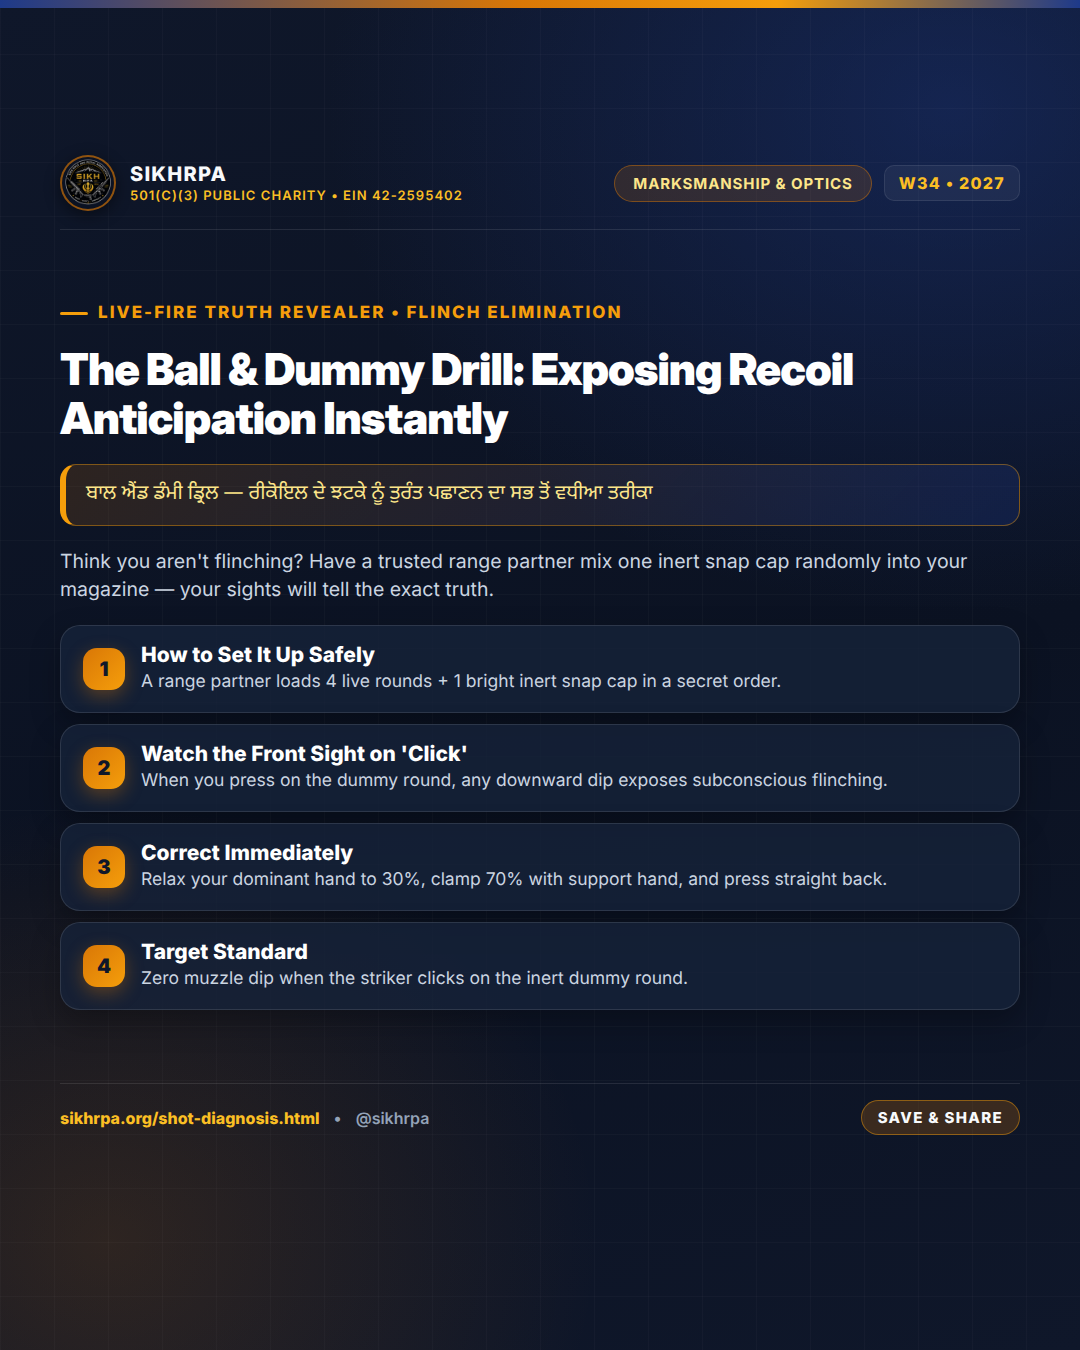 SIKH
SIKHRPA
501(C)(3) PUBLIC CHARITY • EIN 42-2595402
MARKSMANSHIP & OPTICS
W34 • 2027
LIVE-FIRE TRUTH REVEALER • FLINCH ELIMINATION
The Ball & Dummy Drill: Exposing Recoil
Anticipation Instantly
ਬਾਲ ਐਂਡ ਡੰਮੀ ਡ੍ਰਿਲ — ਰੀਕੋਇਲ ਦੇ ਝਟਕੇ ਨੂੰ ਤੁਰੰਤ ਪਛਾਣਨ ਦਾ ਸਭ ਤੋਂ ਵਧੀਆ ਤਰੀਕਾ
Think you aren't flinching? Have a trusted range partner mix one inert snap cap randomly into your
magazine — your sights will tell the exact truth.
1
How to Set It Up Safely
A range partner loads 4 live rounds + 1 bright inert snap cap in a secret order.
2
Watch the Front Sight on 'Click'
When you press on the dummy round, any downward dip exposes subconscious flinching.
3
Correct Immediately
Relax your dominant hand to 30%, clamp 70% with support hand, and press straight back.
4
Target Standard
Zero muzzle dip when the striker clicks on the inert dummy round.
sikhrpa.org/shot-diagnosis.html • @sikhrpa
SAVE & SHARE